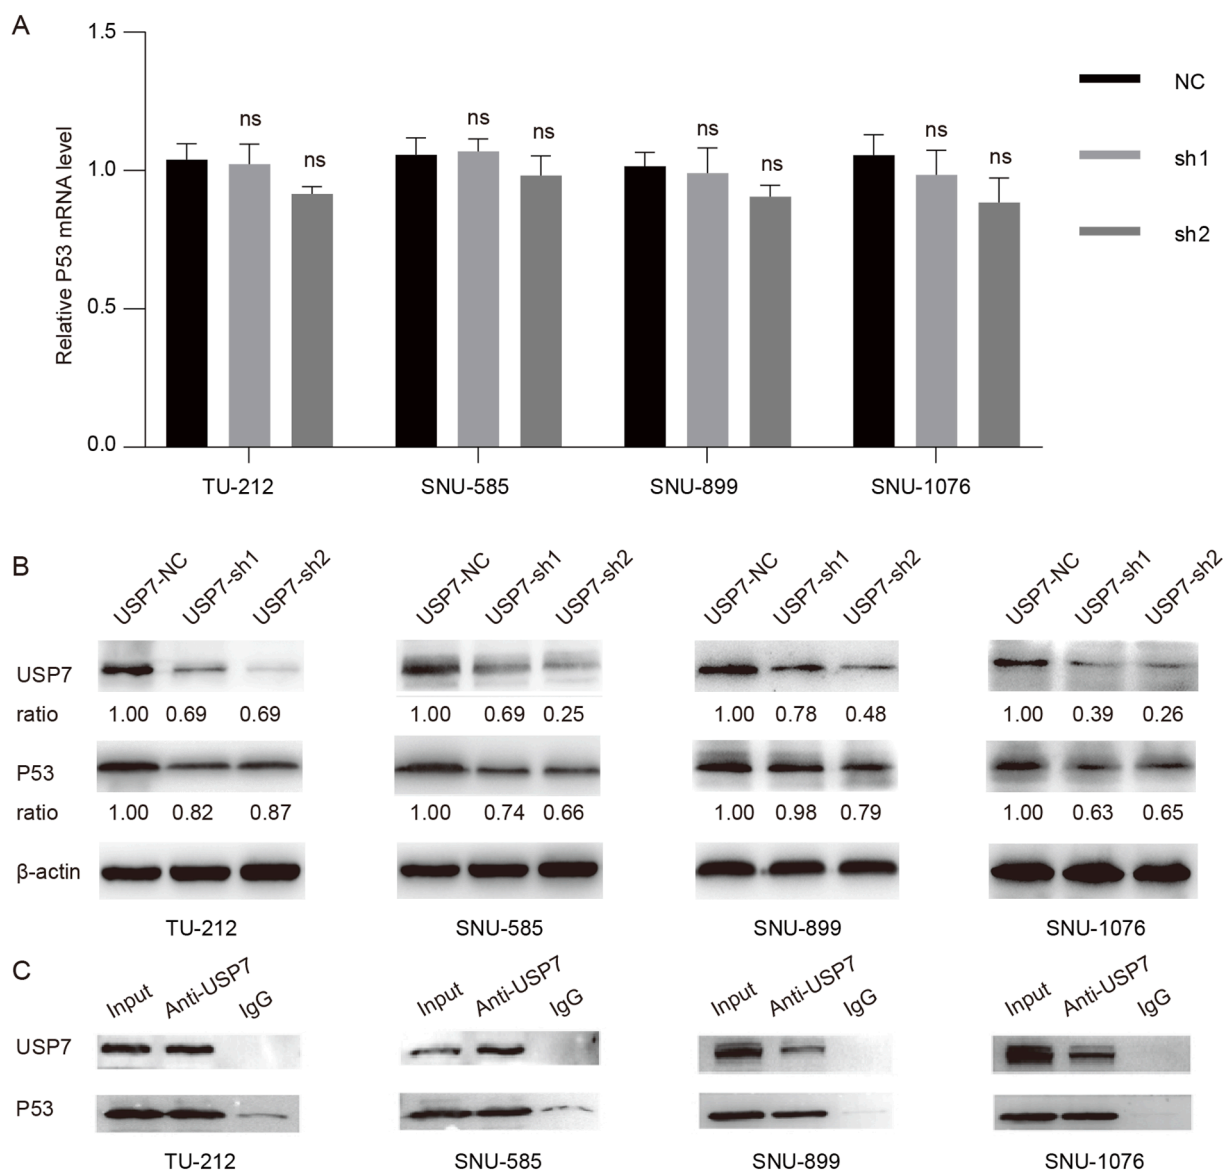 A
1.5
1.0
0.5
0.0
Relative P53 mRNA level
ns ns ns ns ns ns ns ns
TU-212 SNU-585 SNU-899 SNU-1076
NC
sh1
sh2
B
USP7-NC USP7-sh1 USP7-sh2 USP7-NC USP7-sh1 USP7-sh2 USP7-NC USP7-sh1 USP7-sh2 USP7-NC USP7-sh1 USP7-sh2
USP7
ratio 1.00 0.69 0.69 1.00 0.69 0.25 1.00 0.78 0.48 1.00 0.39 0.26
P53
ratio 1.00 0.82 0.87 1.00 0.74 0.66 1.00 0.98 0.79 1.00 0.63 0.65
β-actin
TU-212 SNU-585 SNU-899 SNU-1076
C
Input Anti-USP7 IgG Input Anti-USP7 IgG Input Anti-USP7 IgG Input Anti-USP7 IgG
USP7
P53
TU-212 SNU-585 SNU-899 SNU-1076